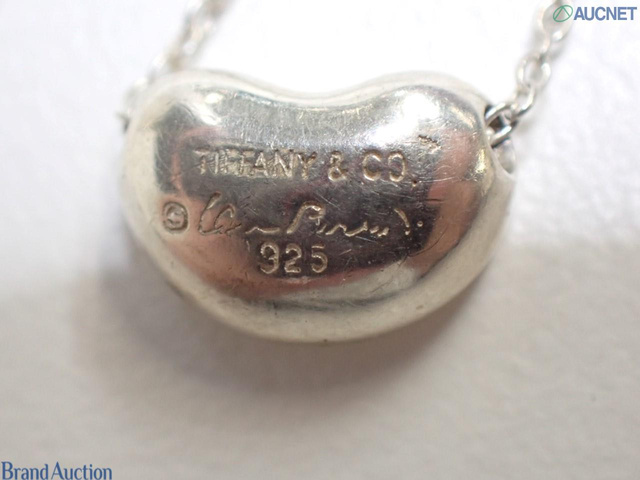 AUCNET
TIFFANY & CO.
©
925
Brand Auction